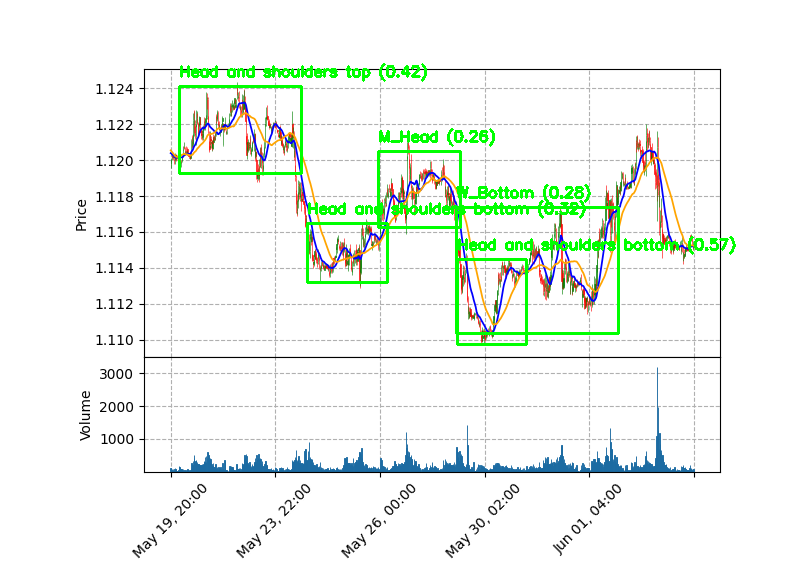 Head and shoulders top (0.42)
M_Head (0.26)
W_Bottom (0.28)
Head and shoulders bottom (0.32)
Head and shoulders bottom (0.57)
Price
1.124
1.122
1.120
1.118
1.116
1.114
1.112
1.110
Volume
3000
2000
1000
May 19, 20:00
May 23, 22:00
May 26, 00:00
May 30, 02:00
Jun 01, 04:00